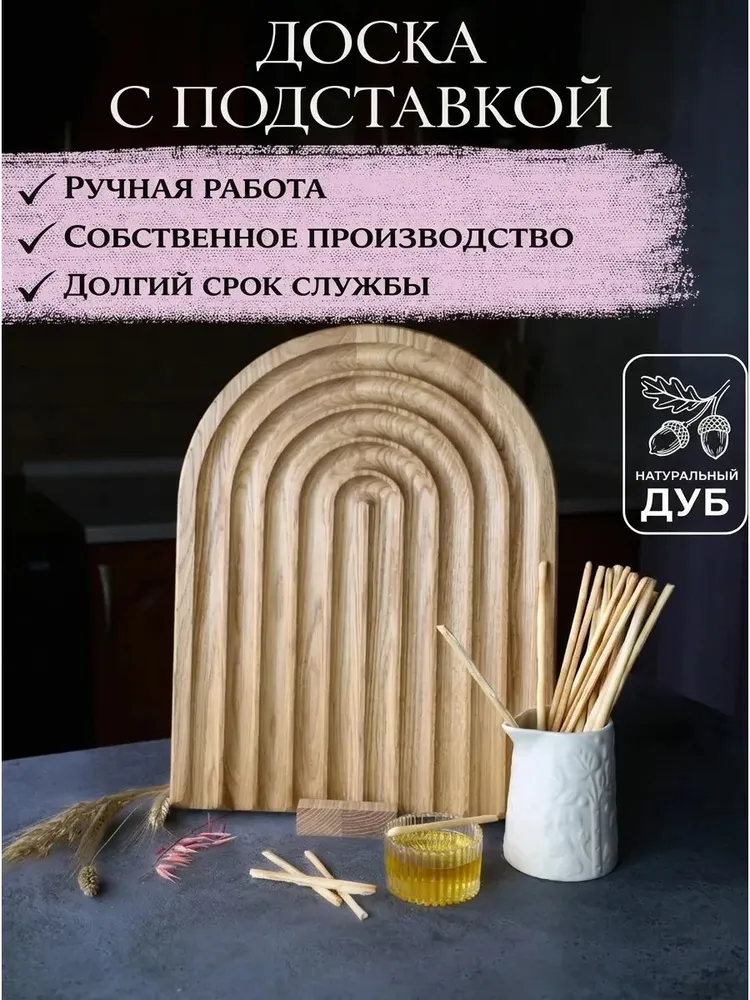 ДОСКА
С ПОДСТАВКОЙ
РУЧНАЯ РАБОТА
СОБСТВЕННОЕ ПРОИЗВОДСТВО
ДОЛГИЙ СРОК СЛУЖБЫ
НАТУРАЛЬНЫЙ
ДУБ